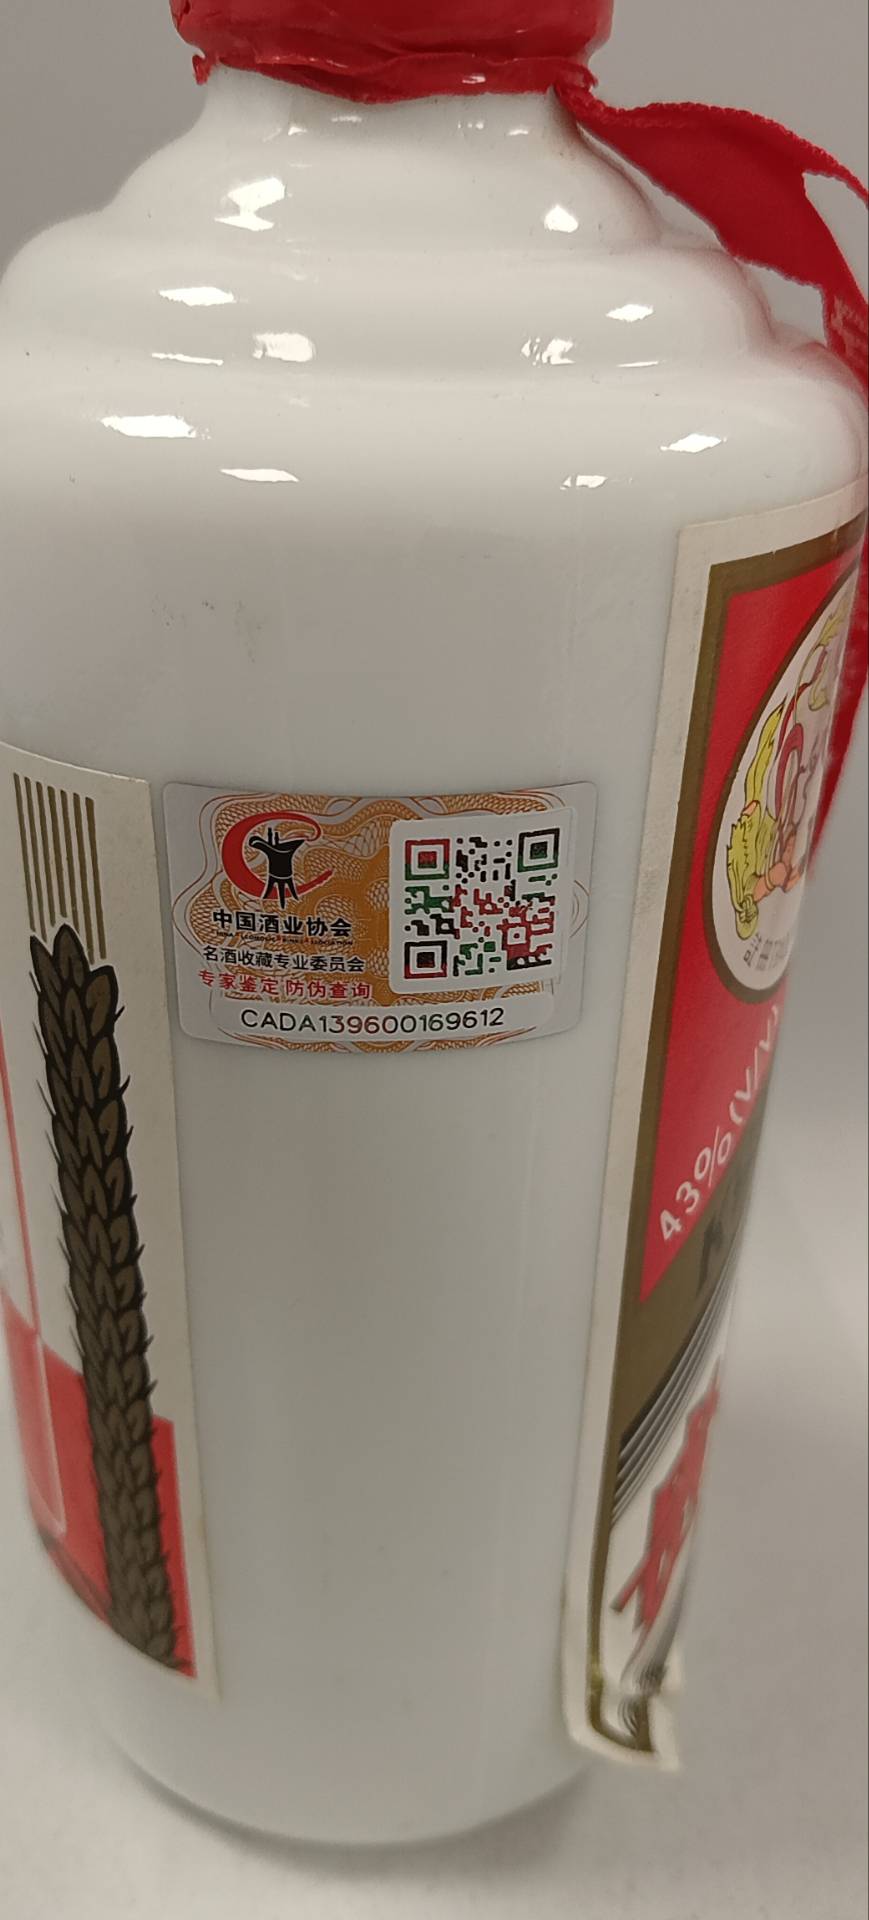 中国酒业协会
名酒收藏专业委员会
专家鉴定 防伪查询
CADA139600169612
43% (V/V)